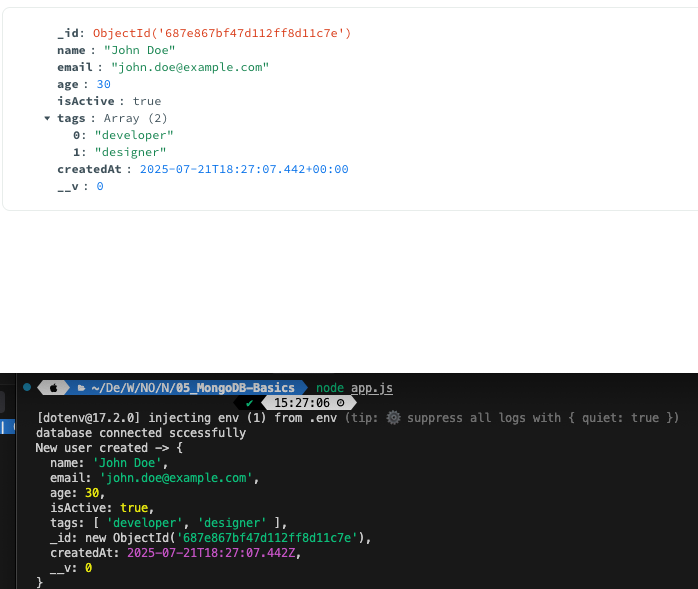 _id: ObjectId('687e867bf47d112ff8d11c7e')
name : "John Doe"
email : "john.doe@example.com"
age : 30
isActive : true
tags : Array (2)
0: "developer"
1: "designer"
createdAt : 2025-07-21T18:27:07.442+00:00
__v : 0
~/De/W/NO/N/05_MongoDB-Basics node app.js
✔ 15:27:06
[dotenv@17.2.0] injecting env (1) from .env (tip: ⚙️ suppress all logs with { quiet: true })
database connected sccessfully
New user created -> {
name: 'John Doe',
email: 'john.doe@example.com',
age: 30,
isActive: true,
tags: [ 'developer', 'designer' ],
_id: new ObjectId('687e867bf47d112ff8d11c7e'),
createdAt: 2025-07-21T18:27:07.442Z,
__v: 0
}